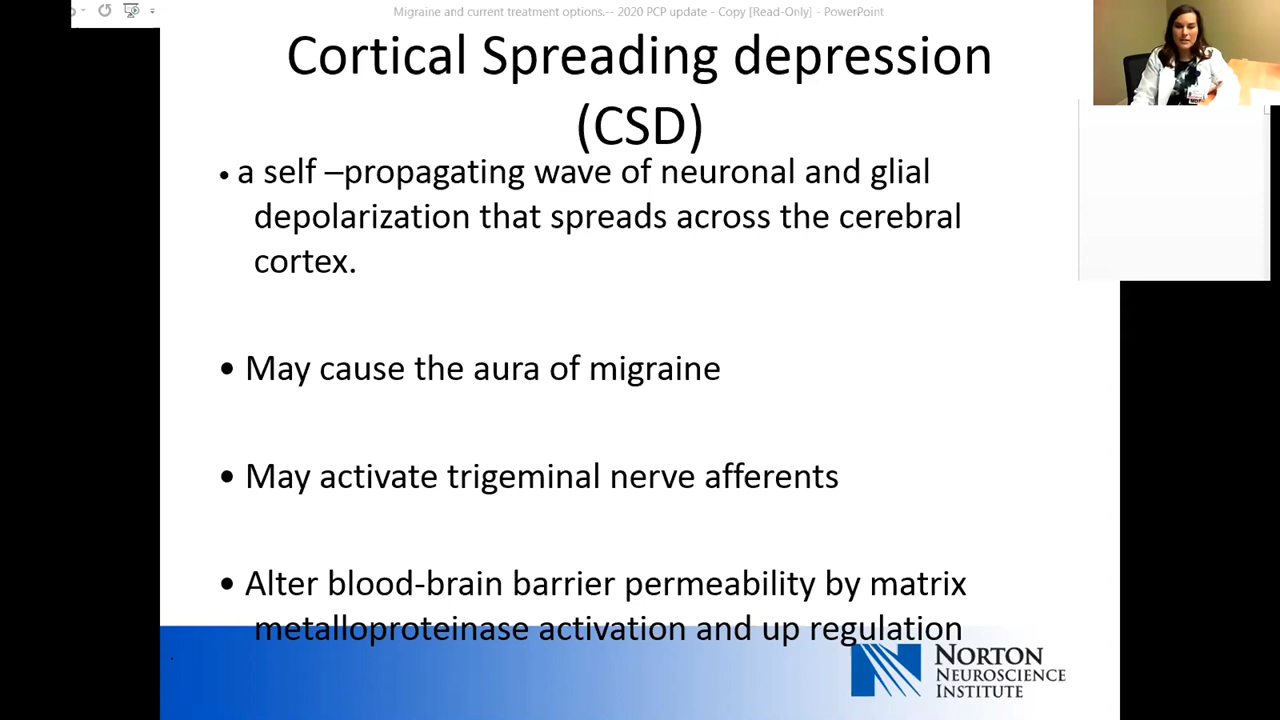 Migraine and current treatment options.-- 2020 PCP update - Copy [Read-Only] - PowerPoint
Cortical Spreading depression
(CSD)
• a self –propagating wave of neuronal and glial
depolarization that spreads across the cerebral
cortex.
• May cause the aura of migraine
• May activate trigeminal nerve afferents
• Alter blood-brain barrier permeability by matrix
metalloproteinase activation and up regulation
NORTON
NEUROSCIENCE
INSTITUTE